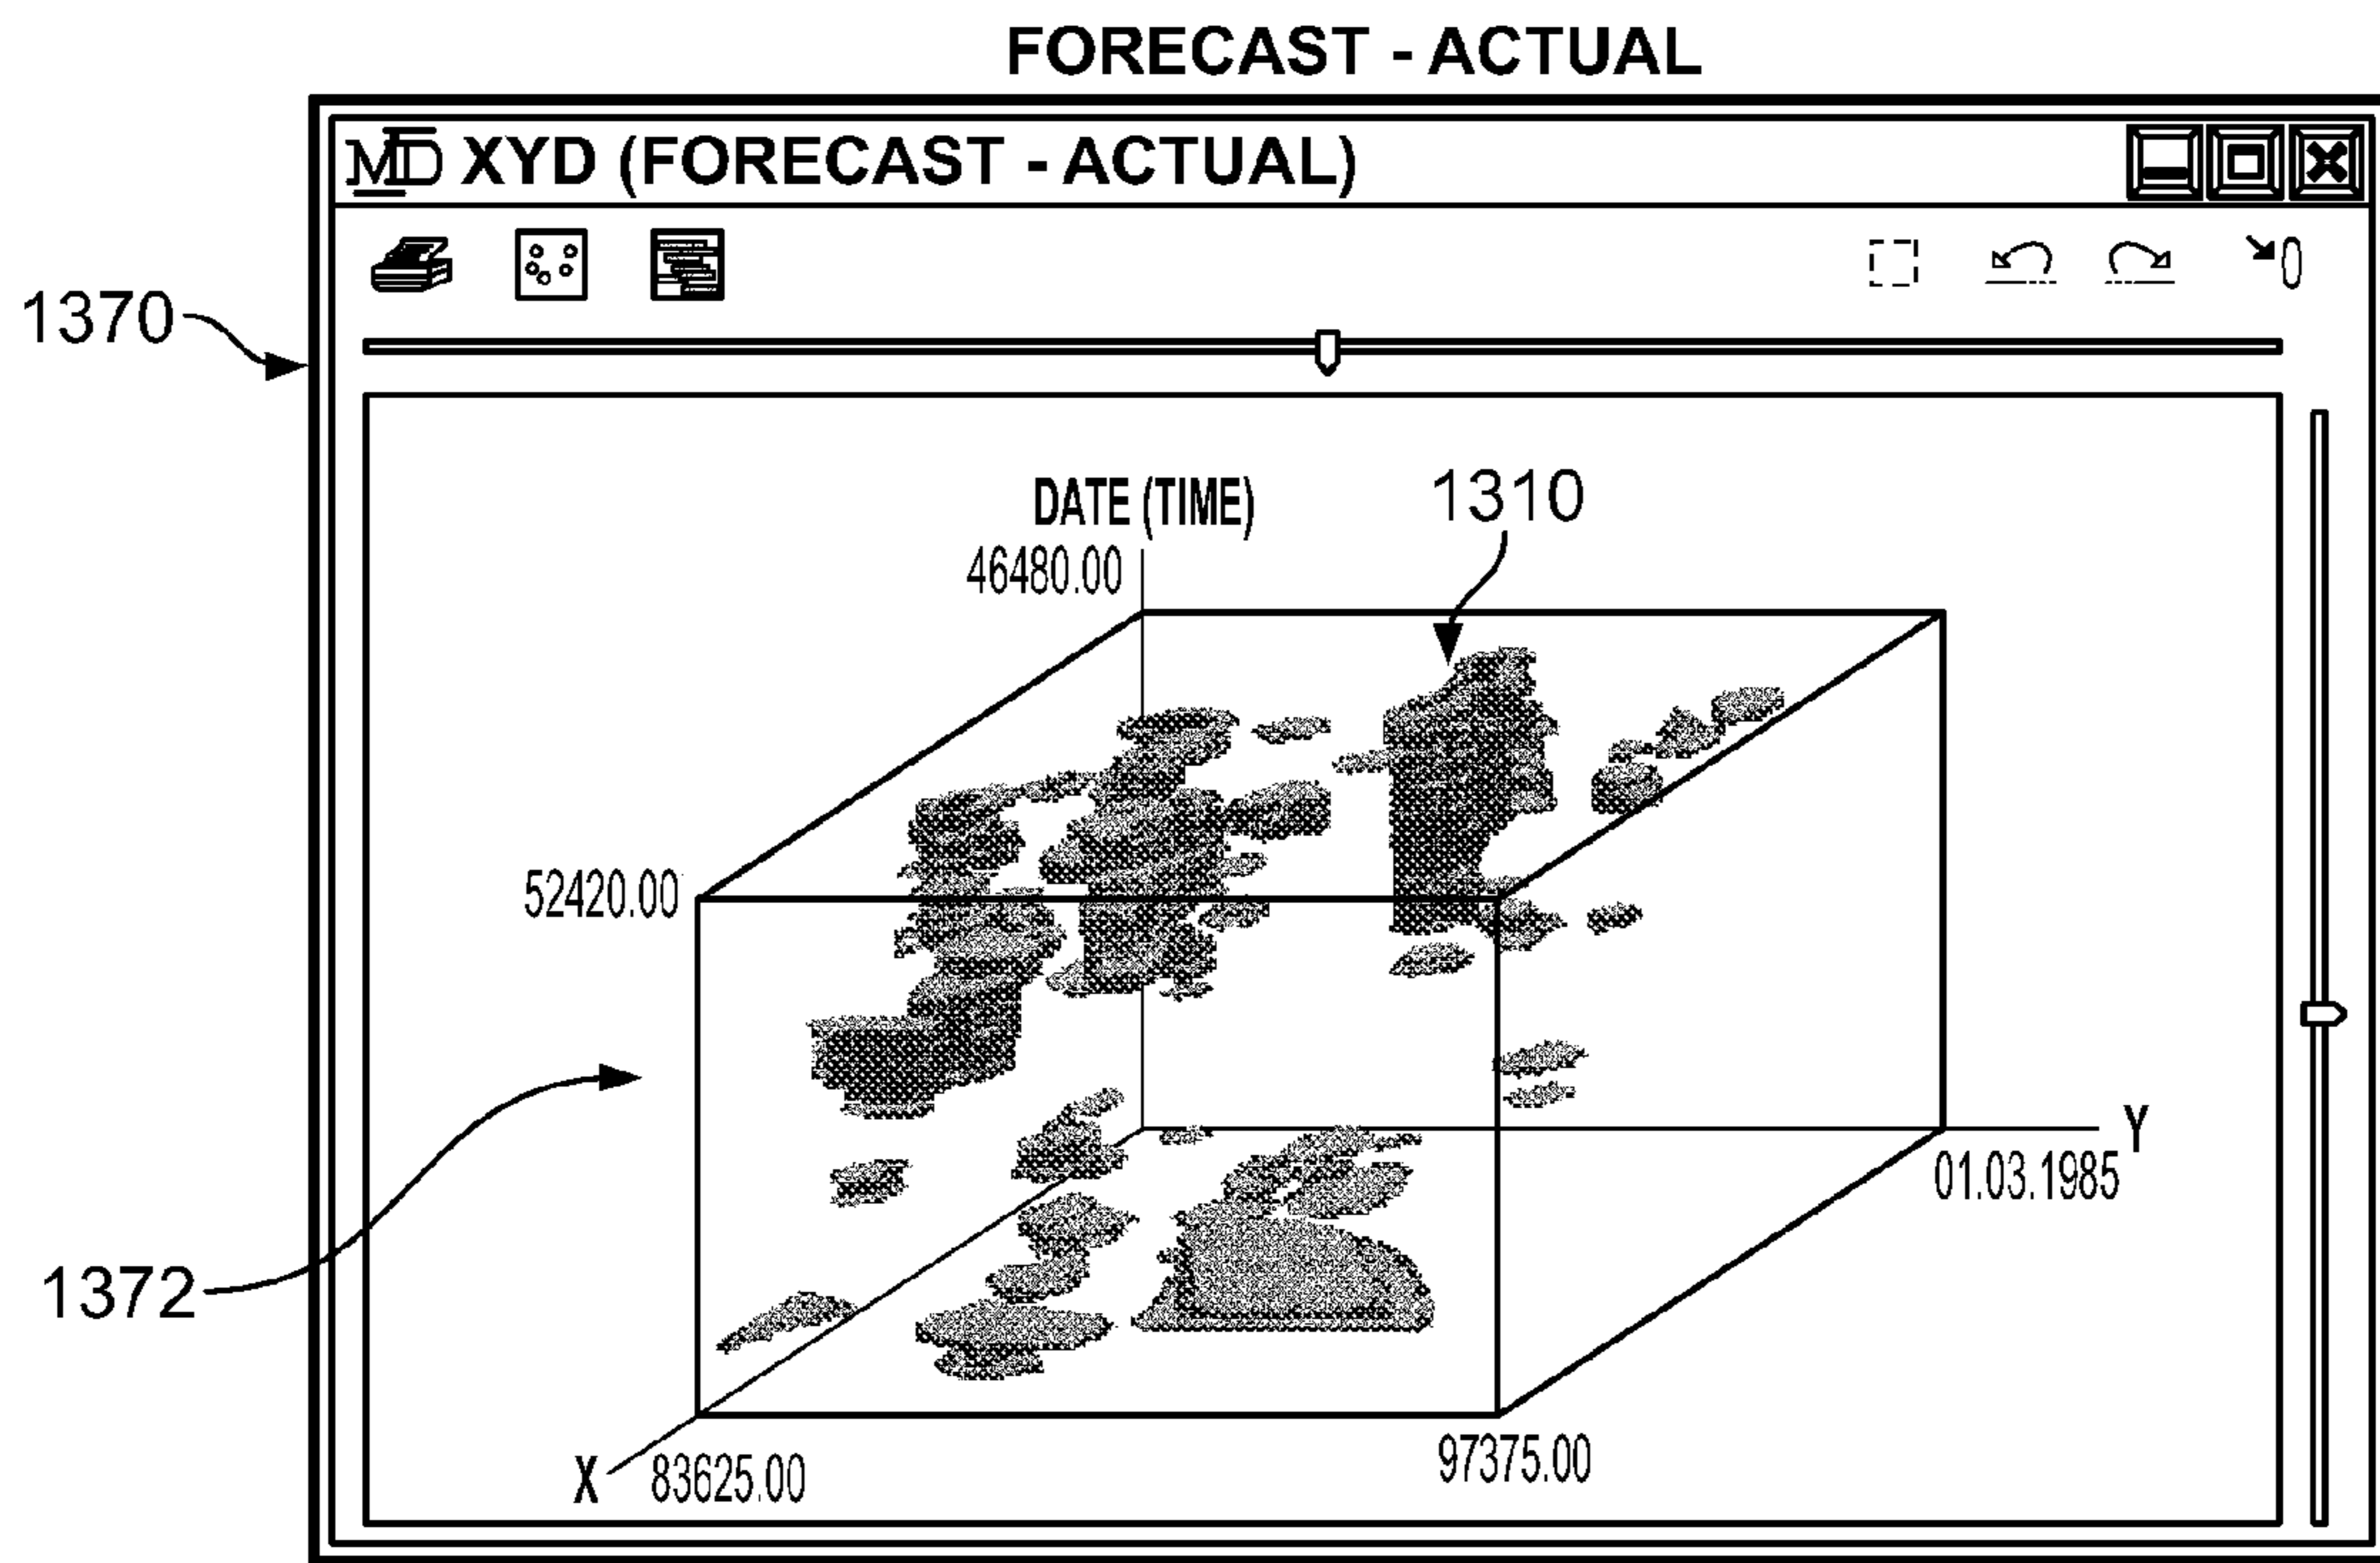 FORECAST - ACTUAL
XYD (FORECAST - ACTUAL)
1370
DATE (TIME)
1310
46480.00
52420.00
Y
01.03.1985
1372
X
83625.00
97375.00